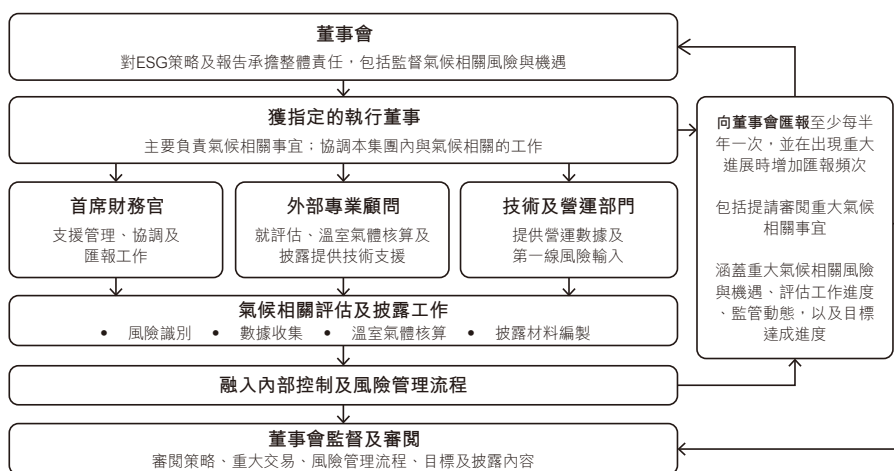 董事會
對ESG策略及報告承擔整體責任，包括監督氣候相關風險與機遇
獲指定的執行董事
主要負責氣候相關事宜；協調本集團內與氣候相關的工作
首席財務官
支援管理、協調及
匯報工作
外部專業顧問
就評估、溫室氣體核算及
披露提供技術支援
技術及營運部門
提供營運數據及
第一線風險輸入
氣候相關評估及披露工作
• 風險識別 • 數據收集 • 溫室氣體核算 • 披露材料編製
融入內部控制及風險管理流程
董事會監督及審閱
審閱策略、重大交易、風險管理流程、目標及披露內容
向董事會匯報至少每半
年一次，並在出現重大
進展時增加匯報頻次
包括提請審閱重大氣候
相關事宜
涵蓋重大氣候相關風險
與機遇、評估工作進度
、監管動態，以及目標
達成進度